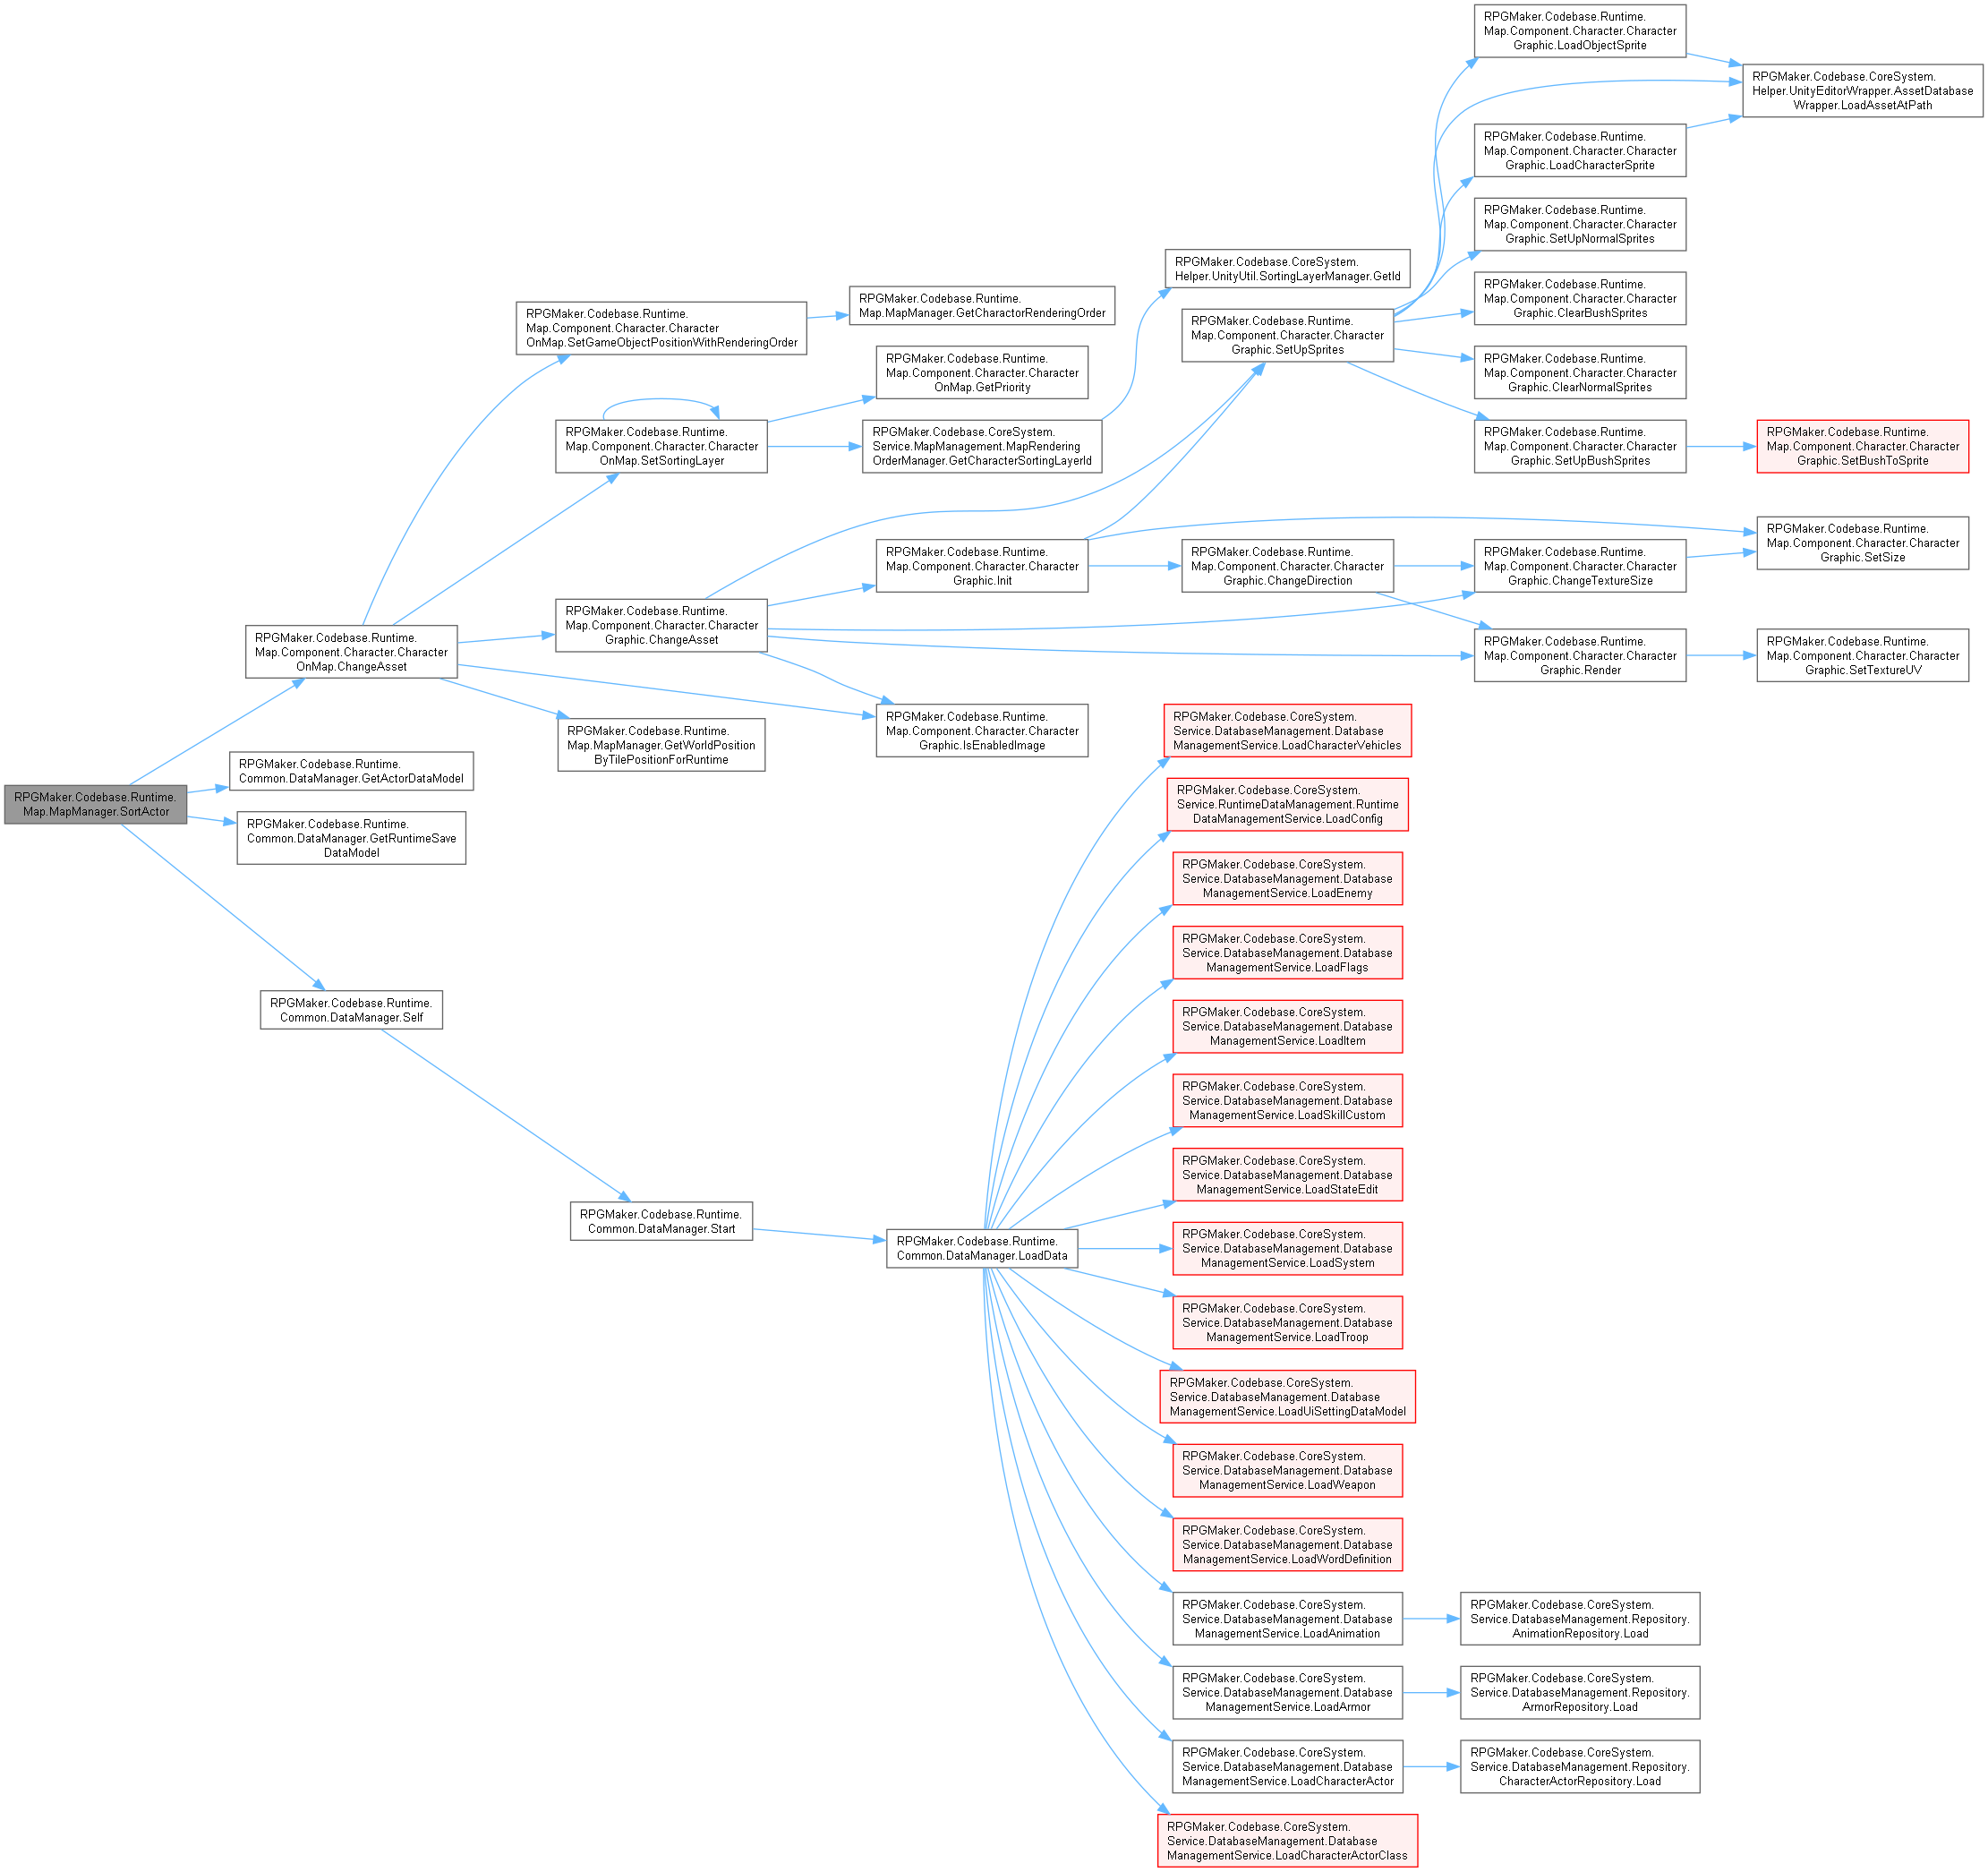 RPGMaker.Codebase.Runtime.
Map.MapManager.SortActor
RPGMaker.Codebase.Runtime.
Map.Component.Character.Character
OnMap.ChangeAsset
RPGMaker.Codebase.Runtime.
Common.DataManager.GetActorDataModel
RPGMaker.Codebase.Runtime.
Common.DataManager.GetRuntimeSave
DataModel
RPGMaker.Codebase.Runtime.
Common.DataManager.Self
RPGMaker.Codebase.Runtime.
Map.Component.Character.Character
OnMap.SetGameObjectPositionWithRenderingOrder
RPGMaker.Codebase.Runtime.
Map.Component.Character.Character
OnMap.SetSortingLayer
RPGMaker.Codebase.Runtime.
Map.Component.Character.Character
Graphic.ChangeAsset
RPGMaker.Codebase.Runtime.
Map.MapManager.GetWorldPosition
ByTilePositionForRuntime
RPGMaker.Codebase.Runtime.
Common.DataManager.Start
RPGMaker.Codebase.Runtime.
Map.MapManager.GetCharactorRenderingOrder
RPGMaker.Codebase.Runtime.
Map.Component.Character.Character
OnMap.GetPriority
RPGMaker.Codebase.CoreSystem.
Service.MapManagement.MapRendering
OrderManager.GetCharacterSortingLayerId
RPGMaker.Codebase.Runtime.
Map.Component.Character.Character
Graphic.Init
RPGMaker.Codebase.Runtime.
Map.Component.Character.Character
Graphic.IsEnabledImage
RPGMaker.Codebase.Runtime.
Common.DataManager.LoadData
RPGMaker.Codebase.CoreSystem.
Helper.UnityUtil.SortingLayerManager.GetId
RPGMaker.Codebase.Runtime.
Map.Component.Character.Character
Graphic.SetUpSprites
RPGMaker.Codebase.Runtime.
Map.Component.Character.Character
Graphic.ChangeDirection
RPGMaker.Codebase.CoreSystem.
Service.DatabaseManagement.Database
ManagementService.LoadCharacterVehicles
RPGMaker.Codebase.CoreSystem.
Service.RuntimeDataManagement.Runtime
DataManagementService.LoadConfig
RPGMaker.Codebase.CoreSystem.
Service.DatabaseManagement.Database
ManagementService.LoadEnemy
RPGMaker.Codebase.CoreSystem.
Service.DatabaseManagement.Database
ManagementService.LoadFlags
RPGMaker.Codebase.CoreSystem.
Service.DatabaseManagement.Database
ManagementService.LoadItem
RPGMaker.Codebase.CoreSystem.
Service.DatabaseManagement.Database
ManagementService.LoadSkillCustom
RPGMaker.Codebase.CoreSystem.
Service.DatabaseManagement.Database
ManagementService.LoadStateEdit
RPGMaker.Codebase.CoreSystem.
Service.DatabaseManagement.Database
ManagementService.LoadSystem
RPGMaker.Codebase.CoreSystem.
Service.DatabaseManagement.Database
ManagementService.LoadTroop
RPGMaker.Codebase.CoreSystem.
Service.DatabaseManagement.Database
ManagementService.LoadUiSettingDataModel
RPGMaker.Codebase.CoreSystem.
Service.DatabaseManagement.Database
ManagementService.LoadWeapon
RPGMaker.Codebase.CoreSystem.
Service.DatabaseManagement.Database
ManagementService.LoadWordDefinition
RPGMaker.Codebase.CoreSystem.
Service.DatabaseManagement.Database
ManagementService.LoadAnimation
RPGMaker.Codebase.CoreSystem.
Service.DatabaseManagement.Database
ManagementService.LoadArmor
RPGMaker.Codebase.CoreSystem.
Service.DatabaseManagement.Database
ManagementService.LoadCharacterActor
RPGMaker.Codebase.CoreSystem.
Service.DatabaseManagement.Database
ManagementService.LoadCharacterActorClass
RPGMaker.Codebase.Runtime.
Map.Component.Character.Character
Graphic.LoadObjectSprite
RPGMaker.Codebase.Runtime.
Map.Component.Character.Character
Graphic.LoadCharacterSprite
RPGMaker.Codebase.Runtime.
Map.Component.Character.Character
Graphic.SetUpNormalSprites
RPGMaker.Codebase.Runtime.
Map.Component.Character.Character
Graphic.ClearBushSprites
RPGMaker.Codebase.Runtime.
Map.Component.Character.Character
Graphic.ClearNormalSprites
RPGMaker.Codebase.Runtime.
Map.Component.Character.Character
Graphic.SetUpBushSprites
RPGMaker.Codebase.Runtime.
Map.Component.Character.Character
Graphic.ChangeTextureSize
RPGMaker.Codebase.Runtime.
Map.Component.Character.Character
Graphic.Render
RPGMaker.Codebase.CoreSystem.
Service.DatabaseManagement.Repository.
AnimationRepository.Load
RPGMaker.Codebase.CoreSystem.
Service.DatabaseManagement.Repository.
ArmorRepository.Load
RPGMaker.Codebase.CoreSystem.
Service.DatabaseManagement.Repository.
CharacterActorRepository.Load
RPGMaker.Codebase.CoreSystem.
Helper.UnityEditorWrapper.AssetDatabase
Wrapper.LoadAssetAtPath
RPGMaker.Codebase.Runtime.
Map.Component.Character.Character
Graphic.SetBushToSprite
RPGMaker.Codebase.Runtime.
Map.Component.Character.Character
Graphic.SetSize
RPGMaker.Codebase.Runtime.
Map.Component.Character.Character
Graphic.SetTextureUV